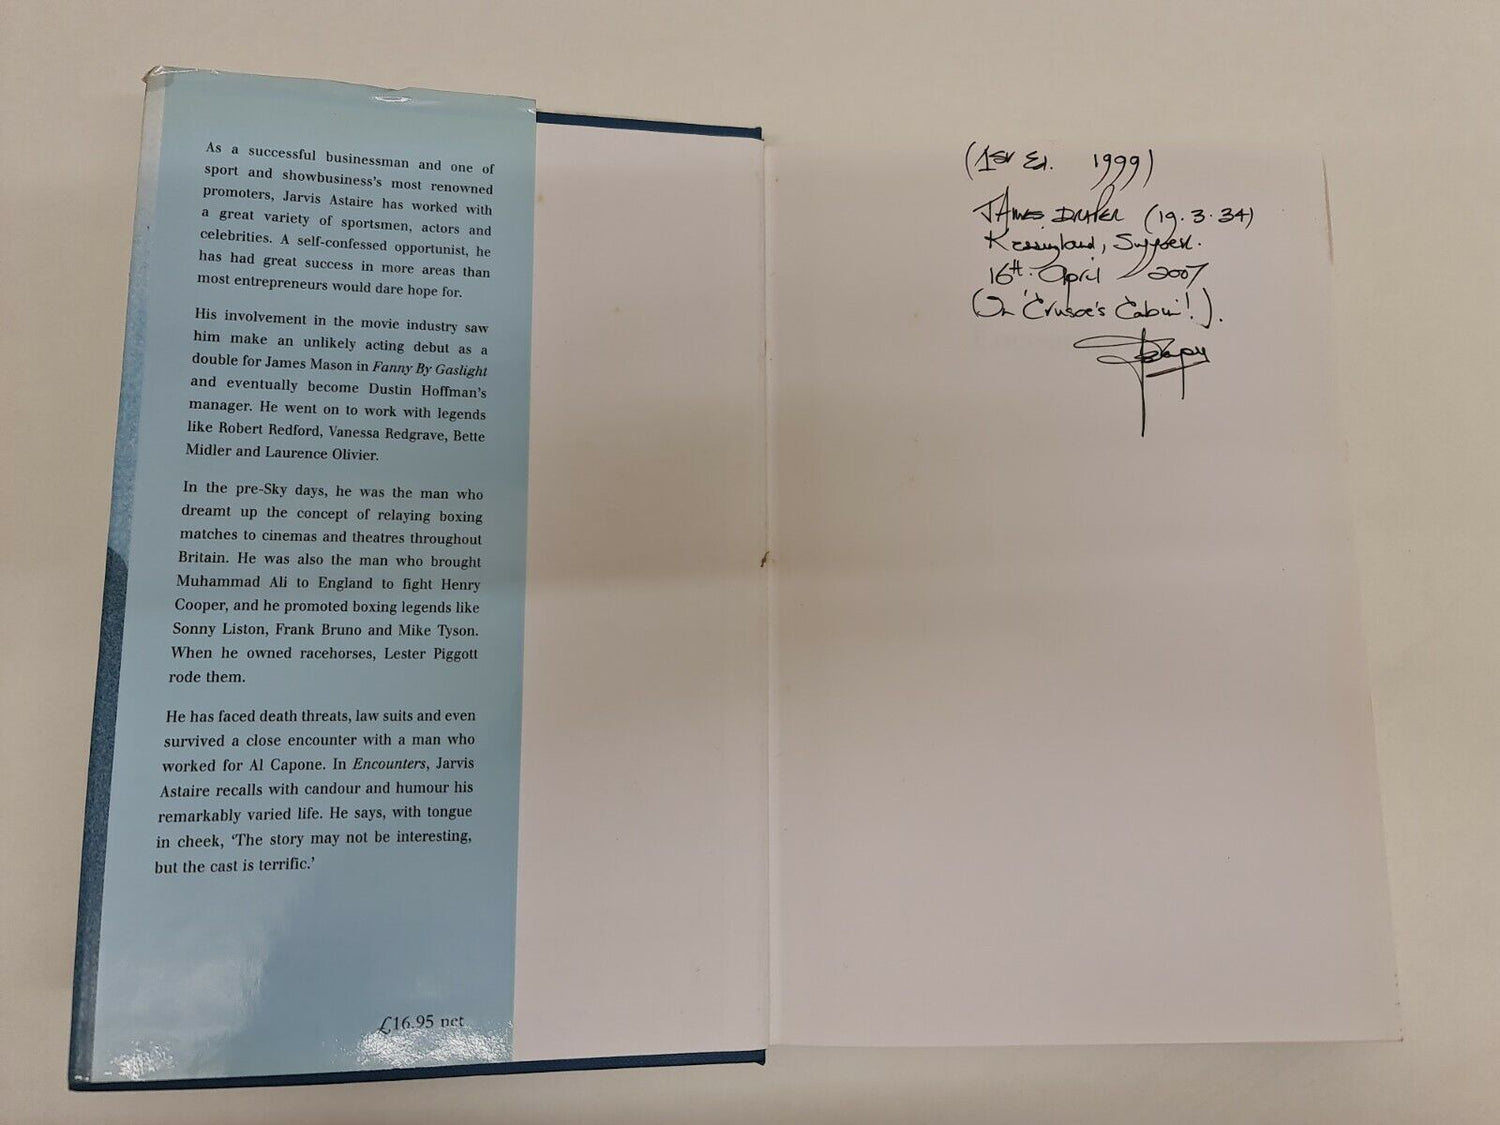 As a successful businessman and one of
sport and showbusiness's most renowned
promoters, Jarvis Astaire has worked with
a great variety of sportsmen, actors and
celebrities. A self-confessed opportunist, he
has had great success in more areas than
most entrepreneurs would dare hope for.
His involvement in the movie industry saw
him make an unlikely acting debut as a
double for James Mason in Fanny By Gaslight
and eventually become Dustin Hoffman's
manager. He went on to work with legends
like Robert Redford, Vanessa Redgrave, Bette
Midler and Laurence Olivier.
In the pre-Sky days, he was the man who
dreamt up the concept of relaying boxing
matches to cinemas and theatres throughout
Britain. He was also the man who brought
Muhammad Ali to England to fight Henry
Cooper, and he promoted boxing legends like
Sonny Liston, Frank Bruno and Mike Tyson.
When he owned racehorses, Lester Piggott
rode them.
He has faced death threats, law suits and even
survived a close encounter with a man who
worked for Al Capone. In Encounters, Jarvis
Astaire recalls with candour and humour his
remarkably varied life. He says, with tongue
in cheek, 'The story may not be interesting,
but the cast is terrific.'
£16.95 net
(1st Ed. 1999)
JAMES DRAPER (19.3.34)
Kessingland, Suffolk.
16th. April 2007
(In 'Crusoe's Cabin'!).